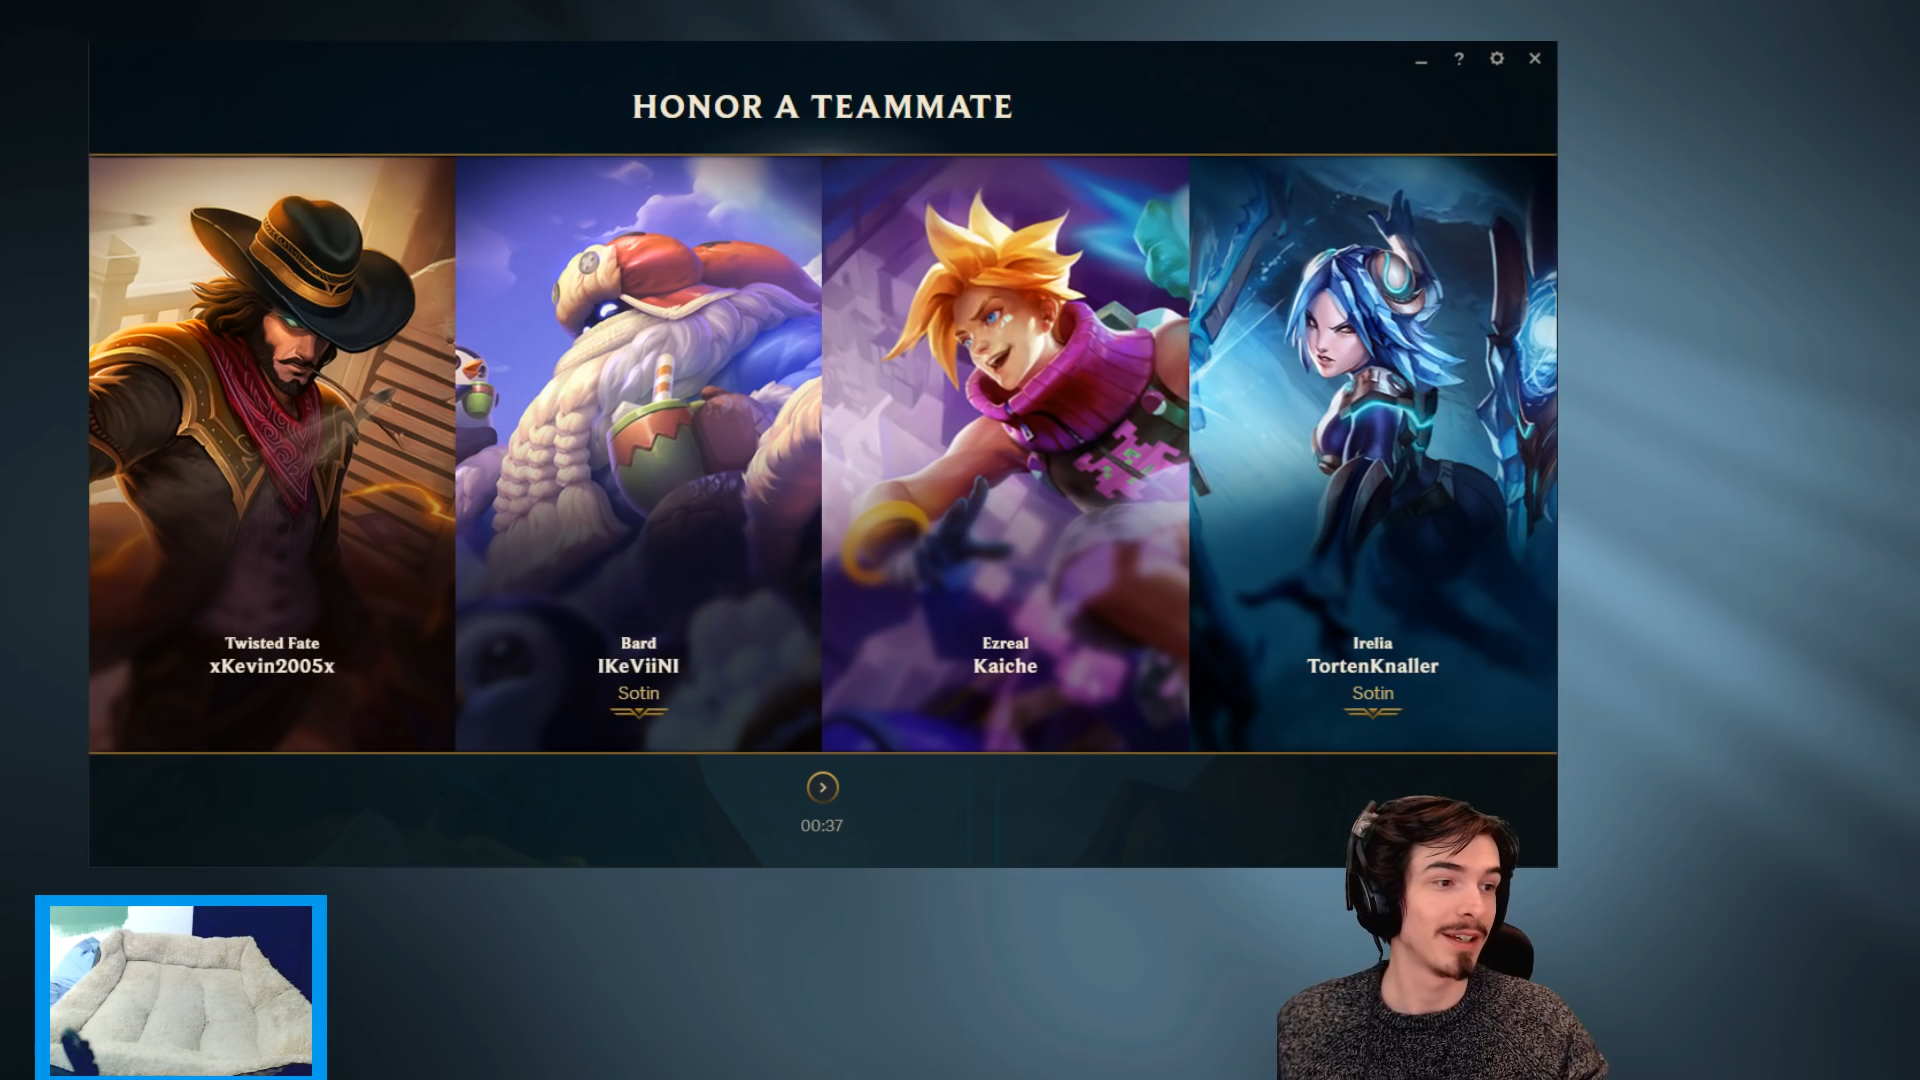 HONOR A TEAMMATE
Twisted Fate
xKevin2005x
Bard
IKeViiNI
Sotin
Ezreal
Kaiche
Irelia
TortenKnaller
Sotin
00:37